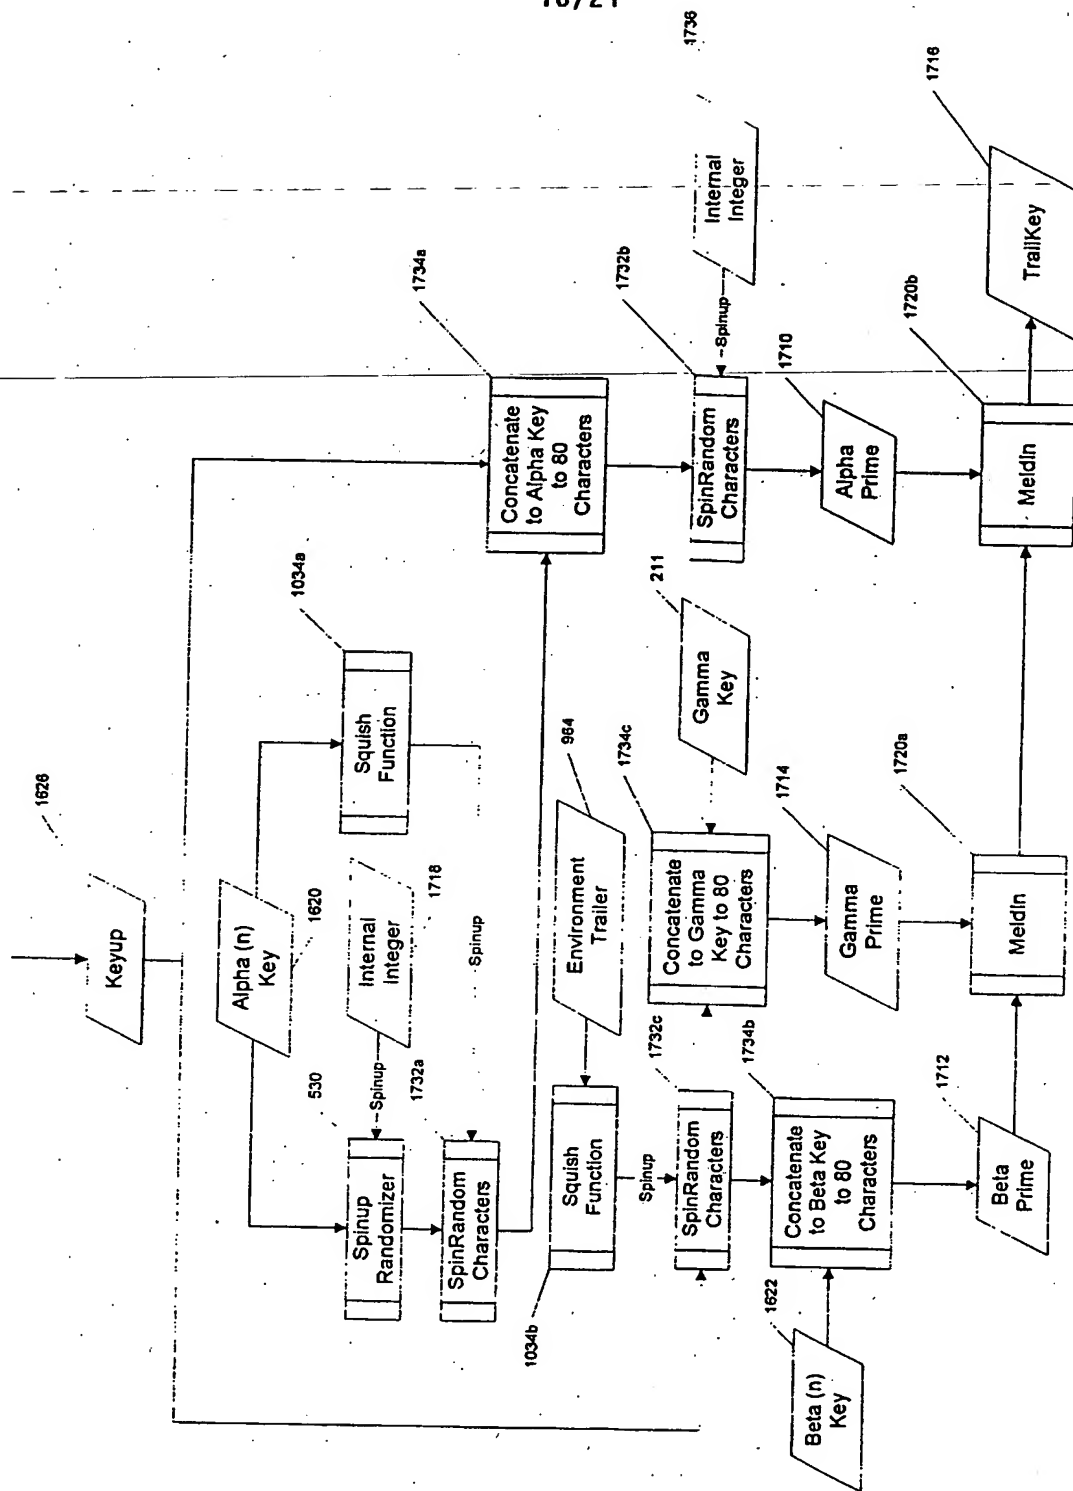 1626
Keyup
Alpha (n)
Key
1620
1034a
Squish
Function
530
Spinup
Randomizer
Spinup
Internal
Integer
1718
1732a
SpinRandom
Characters
Spinup
1734a
Concatenate
to Alpha Key
to 80
Characters
1736
Internal
Integer
Spinup
1732b
SpinRandom
Characters
1710
Alpha
Prime
1034b
Squish
Function
Environment
Trailer
964
Spinup
1732c
SpinRandom
Characters
1734c
Concatenate
to Gamma
Key to 80
Characters
211
Gamma
Key
1622
Beta (n)
Key
1734b
Concatenate
to Beta Key
to 80
Characters
1714
Gamma
Prime
1712
Beta
Prime
1720a
MeldIn
1720b
MeldIn
1716
TrailKey